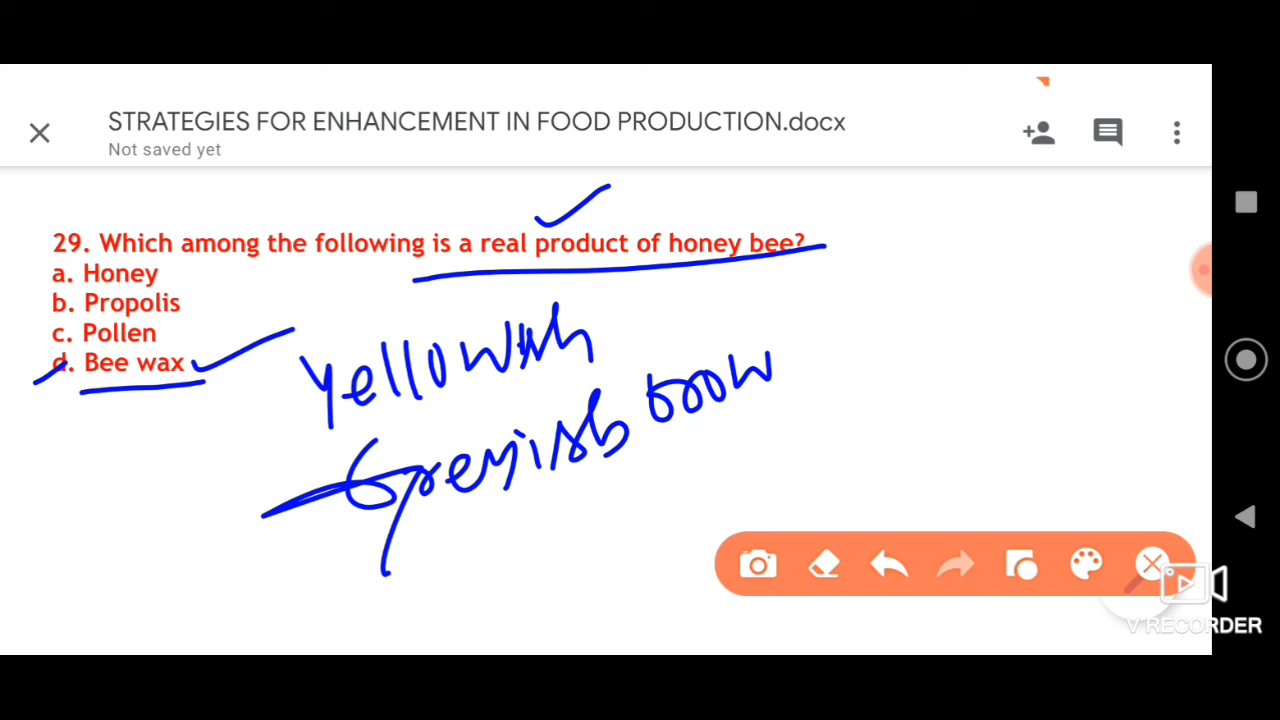 STRATEGIES FOR ENHANCEMENT IN FOOD PRODUCTION.docx
Not saved yet
29. Which among the following is a real product of honey bee?
a. Honey
b. Propolis
c. Pollen
d. Bee wax
Yellowish
Greyish brow
V RECORDER